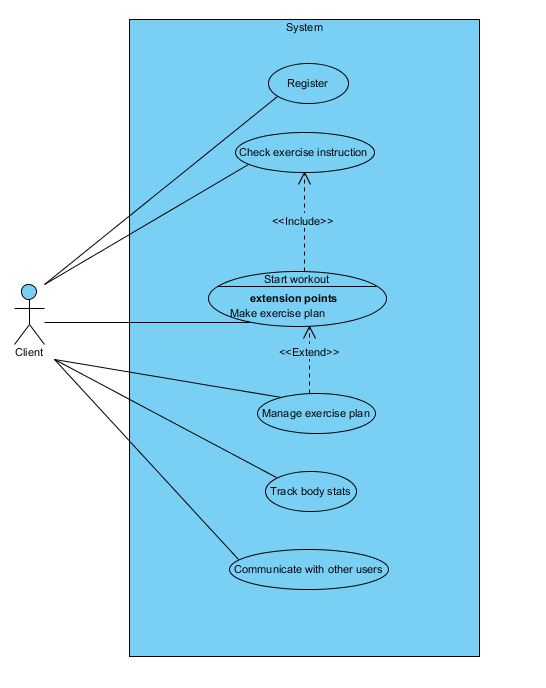 System
Register
Check exercise instruction
<<Include>>
Start workout
extension points
Make exercise plan
Client
<<Extend>>
Manage exercise plan
Track body stats
Communicate with other users